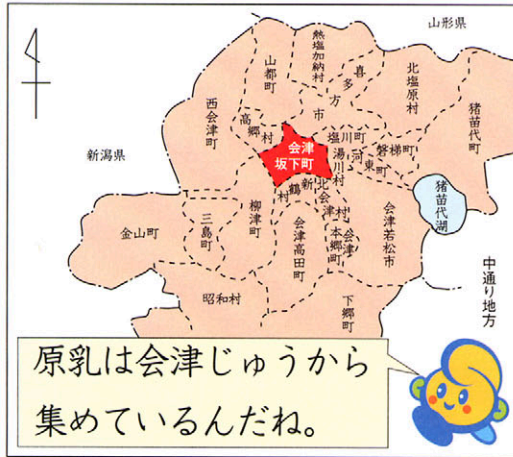 山形県
新潟県
中通り地方
熱塩加納村
山都町
喜多方市
北塩原村
猪苗代町
西会津町
高郷村
会津
坂下町
塩川町
湯川村
河東町
磐梯町
猪苗代湖
新鶴村
北会津村
会津本郷町
会津若松市
柳津町
三島町
金山町
会津高田町
昭和村
下郷町
原乳は会津じゅうから
集めているんだね。